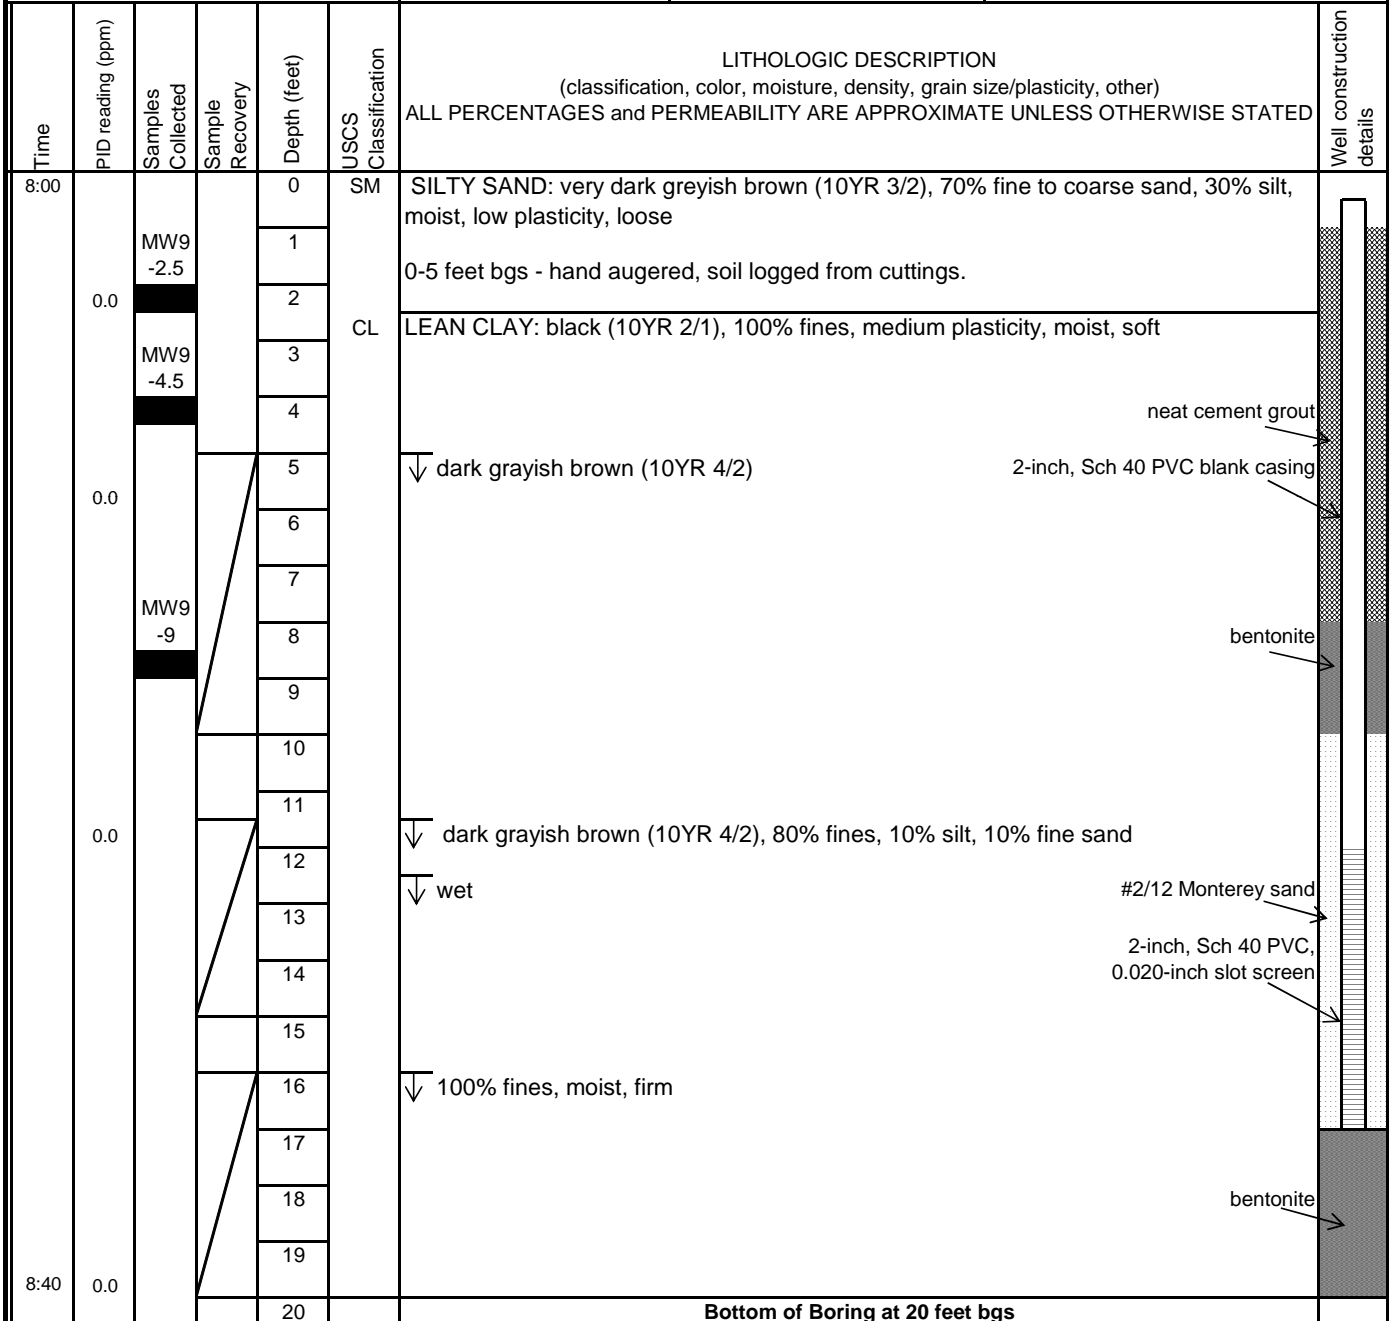 Time
PID reading (ppm)
Samples
Collected
Sample
Recovery
Depth (feet)
USCS
Classification
LITHOLOGIC DESCRIPTION
(classification, color, moisture, density, grain size/plasticity, other)
ALL PERCENTAGES and PERMEABILITY ARE APPROXIMATE UNLESS OTHERWISE STATED
Well construction
details
8:00
0
SM
SILTY SAND: very dark greyish brown (10YR 3/2), 70% fine to coarse sand, 30% silt,
moist, low plasticity, loose
MW9
-2.5
1
0-5 feet bgs - hand augered, soil logged from cuttings.
0.0
2
CL
LEAN CLAY: black (10YR 2/1), 100% fines, medium plasticity, moist, soft
MW9
-4.5
3
4
neat cement grout
5
dark grayish brown (10YR 4/2)
2-inch, Sch 40 PVC blank casing
0.0
6
7
MW9
-9
8
bentonite
9
10
11
0.0
dark grayish brown (10YR 4/2), 80% fines, 10% silt, 10% fine sand
12
wet
#2/12 Monterey sand
13
2-inch, Sch 40 PVC,
0.020-inch slot screen
14
15
16
100% fines, moist, firm
17
18
bentonite
19
8:40
0.0
20
Bottom of Boring at 20 feet bgs